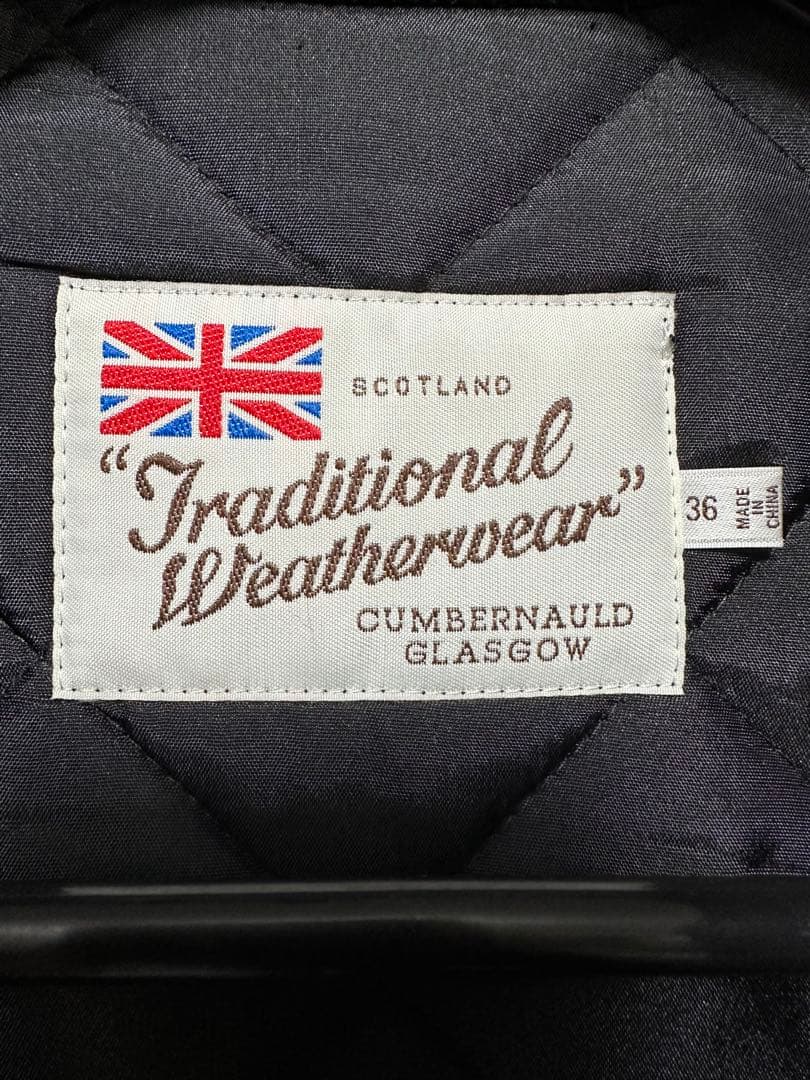 SCOTLAND
"Traditional
Weatherwear"
CUMBERNAULD
GLASGOW
36
MADE
IN
CHINA